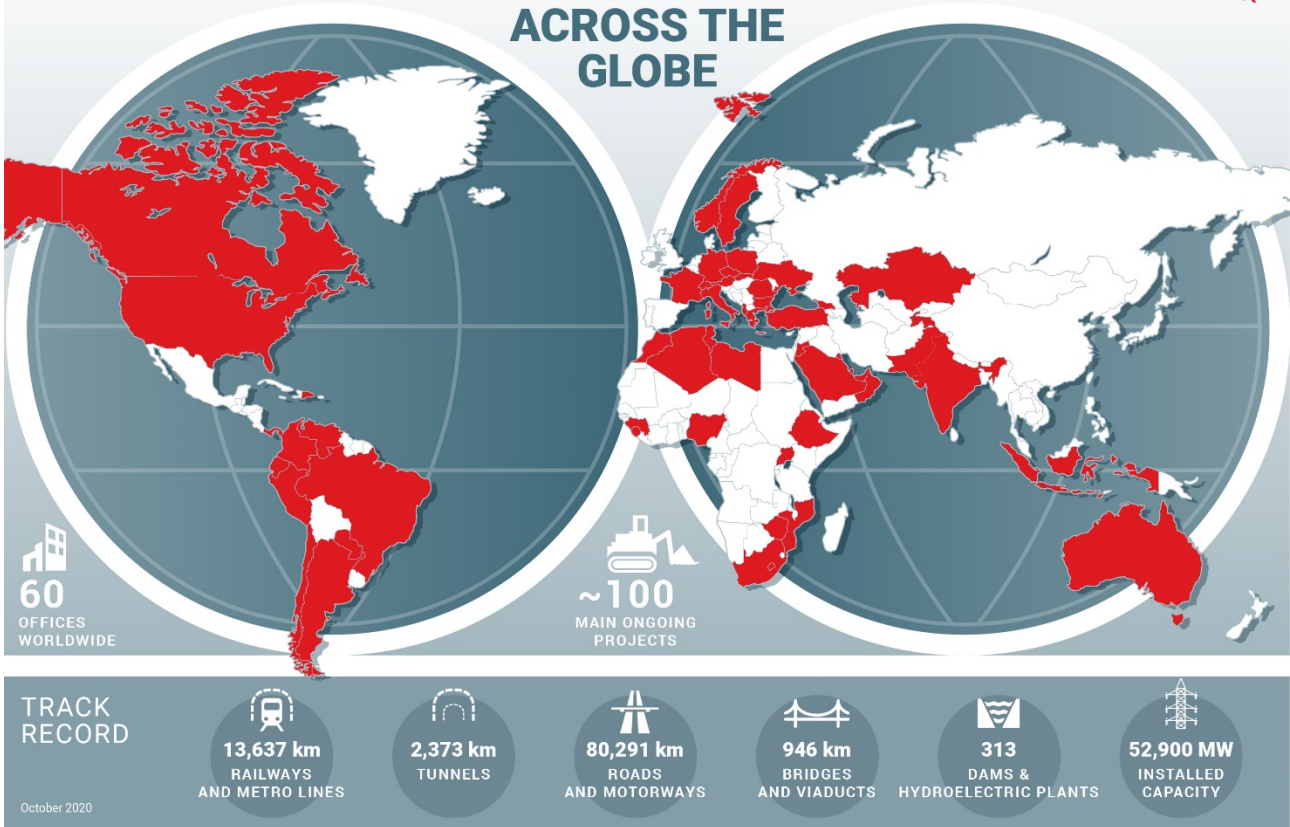 ACROSS THE
GLOBE
60
OFFICES
WORLDWIDE
~100
MAIN ONGOING
PROJECTS
TRACK
RECORD
13,637 km
RAILWAYS
AND METRO LINES
2,373 km
TUNNELS
80,291 km
ROADS
AND MOTORWAYS
946 km
BRIDGES
AND VIADUCTS
313
DAMS &
HYDROELECTRIC PLANTS
52,900 MW
INSTALLED
CAPACITY
October 2020